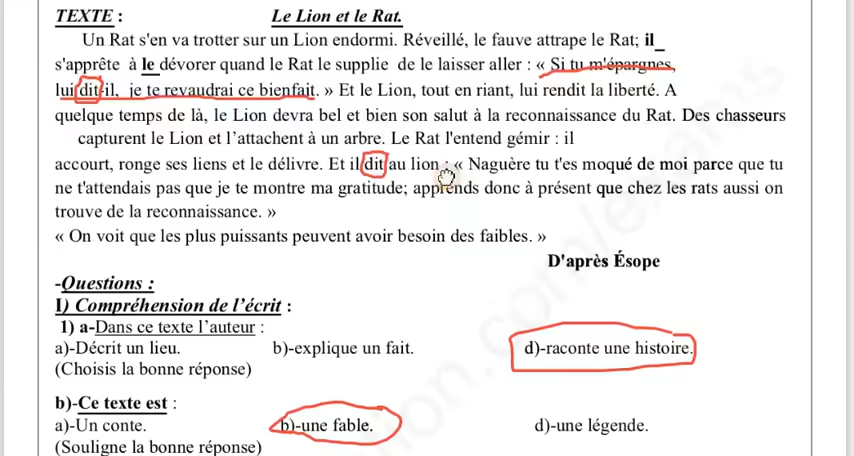 TEXTE : Le Lion et le Rat.
Un Rat s'en va trotter sur un Lion endormi. Réveillé, le fauve attrape le Rat; il
s'apprête à le dévorer quand le Rat le supplie de le laisser aller : « Si tu m'épargnes,
lui dit-il, je te revaudrai ce bienfait. » Et le Lion, tout en riant, lui rendit la liberté. A
quelque temps de là, le Lion devra bel et bien son salut à la reconnaissance du Rat. Des chasseurs
capturent le Lion et l'attachent à un arbre. Le Rat l'entend gémir : il
accourt, ronge ses liens et le délivre. Et il dit au lion : « Naguère tu t'es moqué de moi parce que tu
ne t'attendais pas que je te montre ma gratitude; apprends donc à présent que chez les rats aussi on
trouve de la reconnaissance. »
« On voit que les plus puissants peuvent avoir besoin des faibles. »
D'après Ésope
-Questions :
I) Compréhension de l'écrit :
1) a-Dans ce texte l'auteur :
a)-Décrit un lieu. b)-explique un fait. d)-raconte une histoire.
(Choisis la bonne réponse)
b)-Ce texte est :
a)-Un conte. b)-une fable. d)-une légende.
(Souligne la bonne réponse)